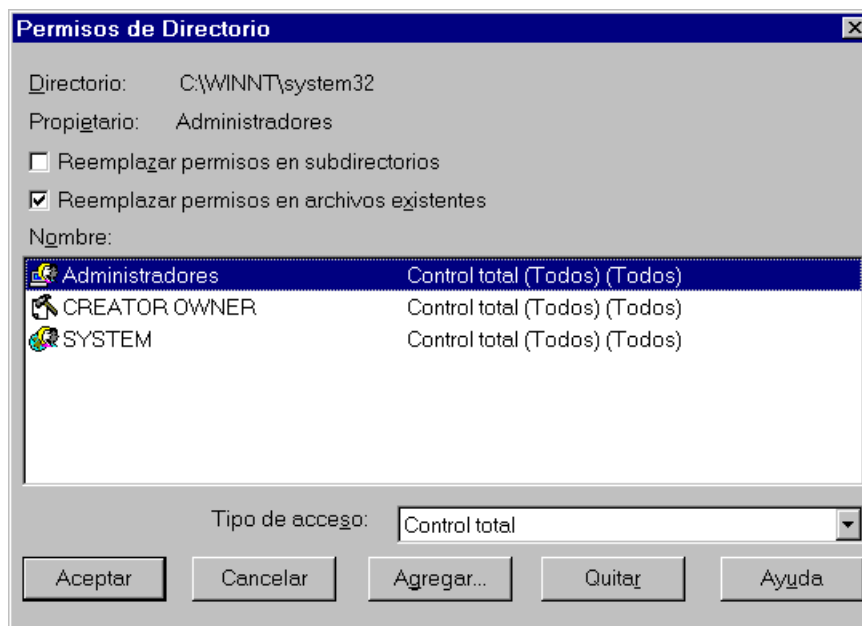 Permisos de Directorio
Directorio: C:\WINNT\system32
Propietario: Administradores
Reemplazar permisos en subdirectorios
Reemplazar permisos en archivos existentes
Nombre:
Administradores Control total (Todos) (Todos)
CREATOR OWNER Control total (Todos) (Todos)
SYSTEM Control total (Todos) (Todos)
Tipo de acceso: Control total
Aceptar Cancelar Agregar... Quitar Ayuda